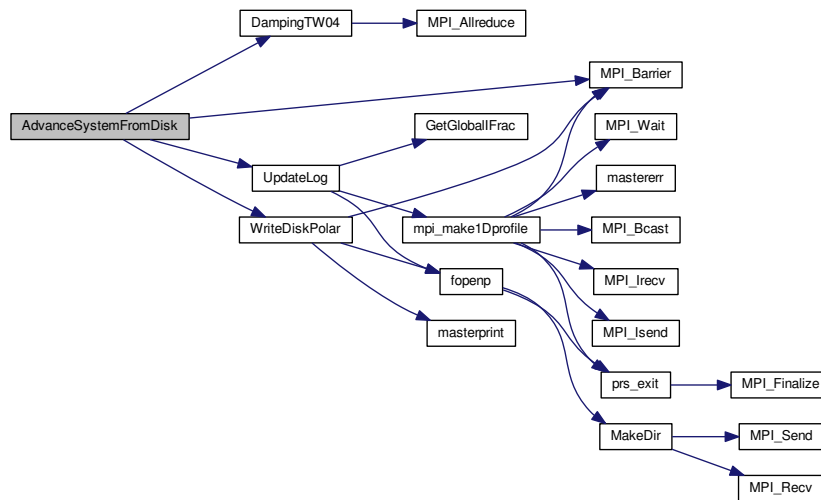 DampingTW04
MPI_Allreduce
MPI_Barrier
AdvanceSystemFromDisk
GetGlobalIFrac
MPI_Wait
UpdateLog
mastererr
WriteDiskPolar
mpi_make1Dprofile
MPI_Bcast
fopenp
MPI_Irecv
masterprint
MPI_Isend
prs_exit
MPI_Finalize
MakeDir
MPI_Send
MPI_Recv